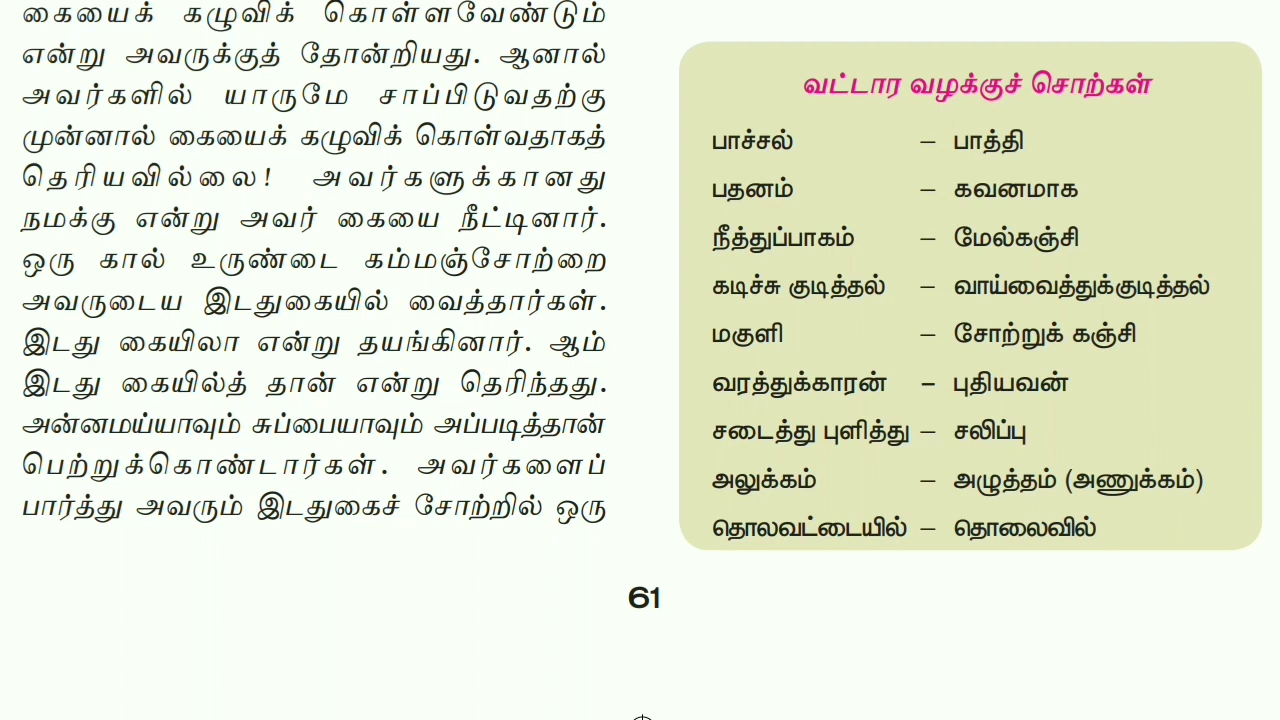 கையைக் கழுவிக் கொள்ளவேண்டும்
என்று அவருக்குத் தோன்றியது. ஆனால்
அவர்களில் யாருமே சாப்பிடுவதற்கு
முன்னால் கையைக் கழுவிக் கொள்வதாகத்
தெரியவில்லை! அவர்களுக்கானது
நமக்கு என்று அவர் கையை நீட்டினார்.
ஒரு கால் உருண்டை கம்மஞ்சோற்றை
அவருடைய இடதுகையில் வைத்தார்கள்.
இடது கையிலா என்று தயங்கினார். ஆம்
இடது கையில்த் தான் என்று தெரிந்தது.
அன்னமய்யாவும் சுப்பையாவும் அப்படித்தான்
பெற்றுக்கொண்டார்கள். அவர்களைப்
பார்த்து அவரும் இடதுகைச் சோற்றில் ஒரு
வட்டார வழக்குச் சொற்கள்
பாச்சல் – பாத்தி
பதனம் – கவனமாக
நீத்துப்பாகம் – மேல்கஞ்சி
கடிச்சு குடித்தல் – வாய்வைத்துக்குடித்தல்
மகுளி – சோற்றுக் கஞ்சி
வரத்துக்காரன் – புதியவன்
சடைத்து புளித்து – சலிப்பு
அலுக்கம் – அழுத்தம் (அணுக்கம்)
தொலவட்டையில் – தொலைவில்
61